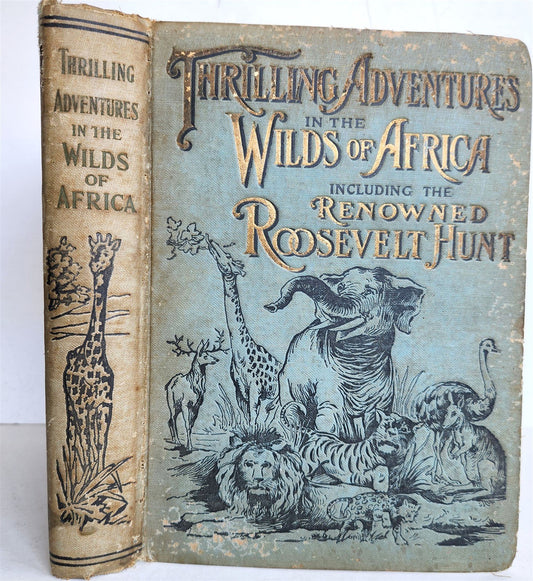 THRILLING
ADVENTURES
IN THE
WILDS
OF
AFRICA
THRILLING ADVENTURES
IN THE
WILDS OF AFRICA
INCLUDING THE
RENOWNED
ROOSEVELT HUNT